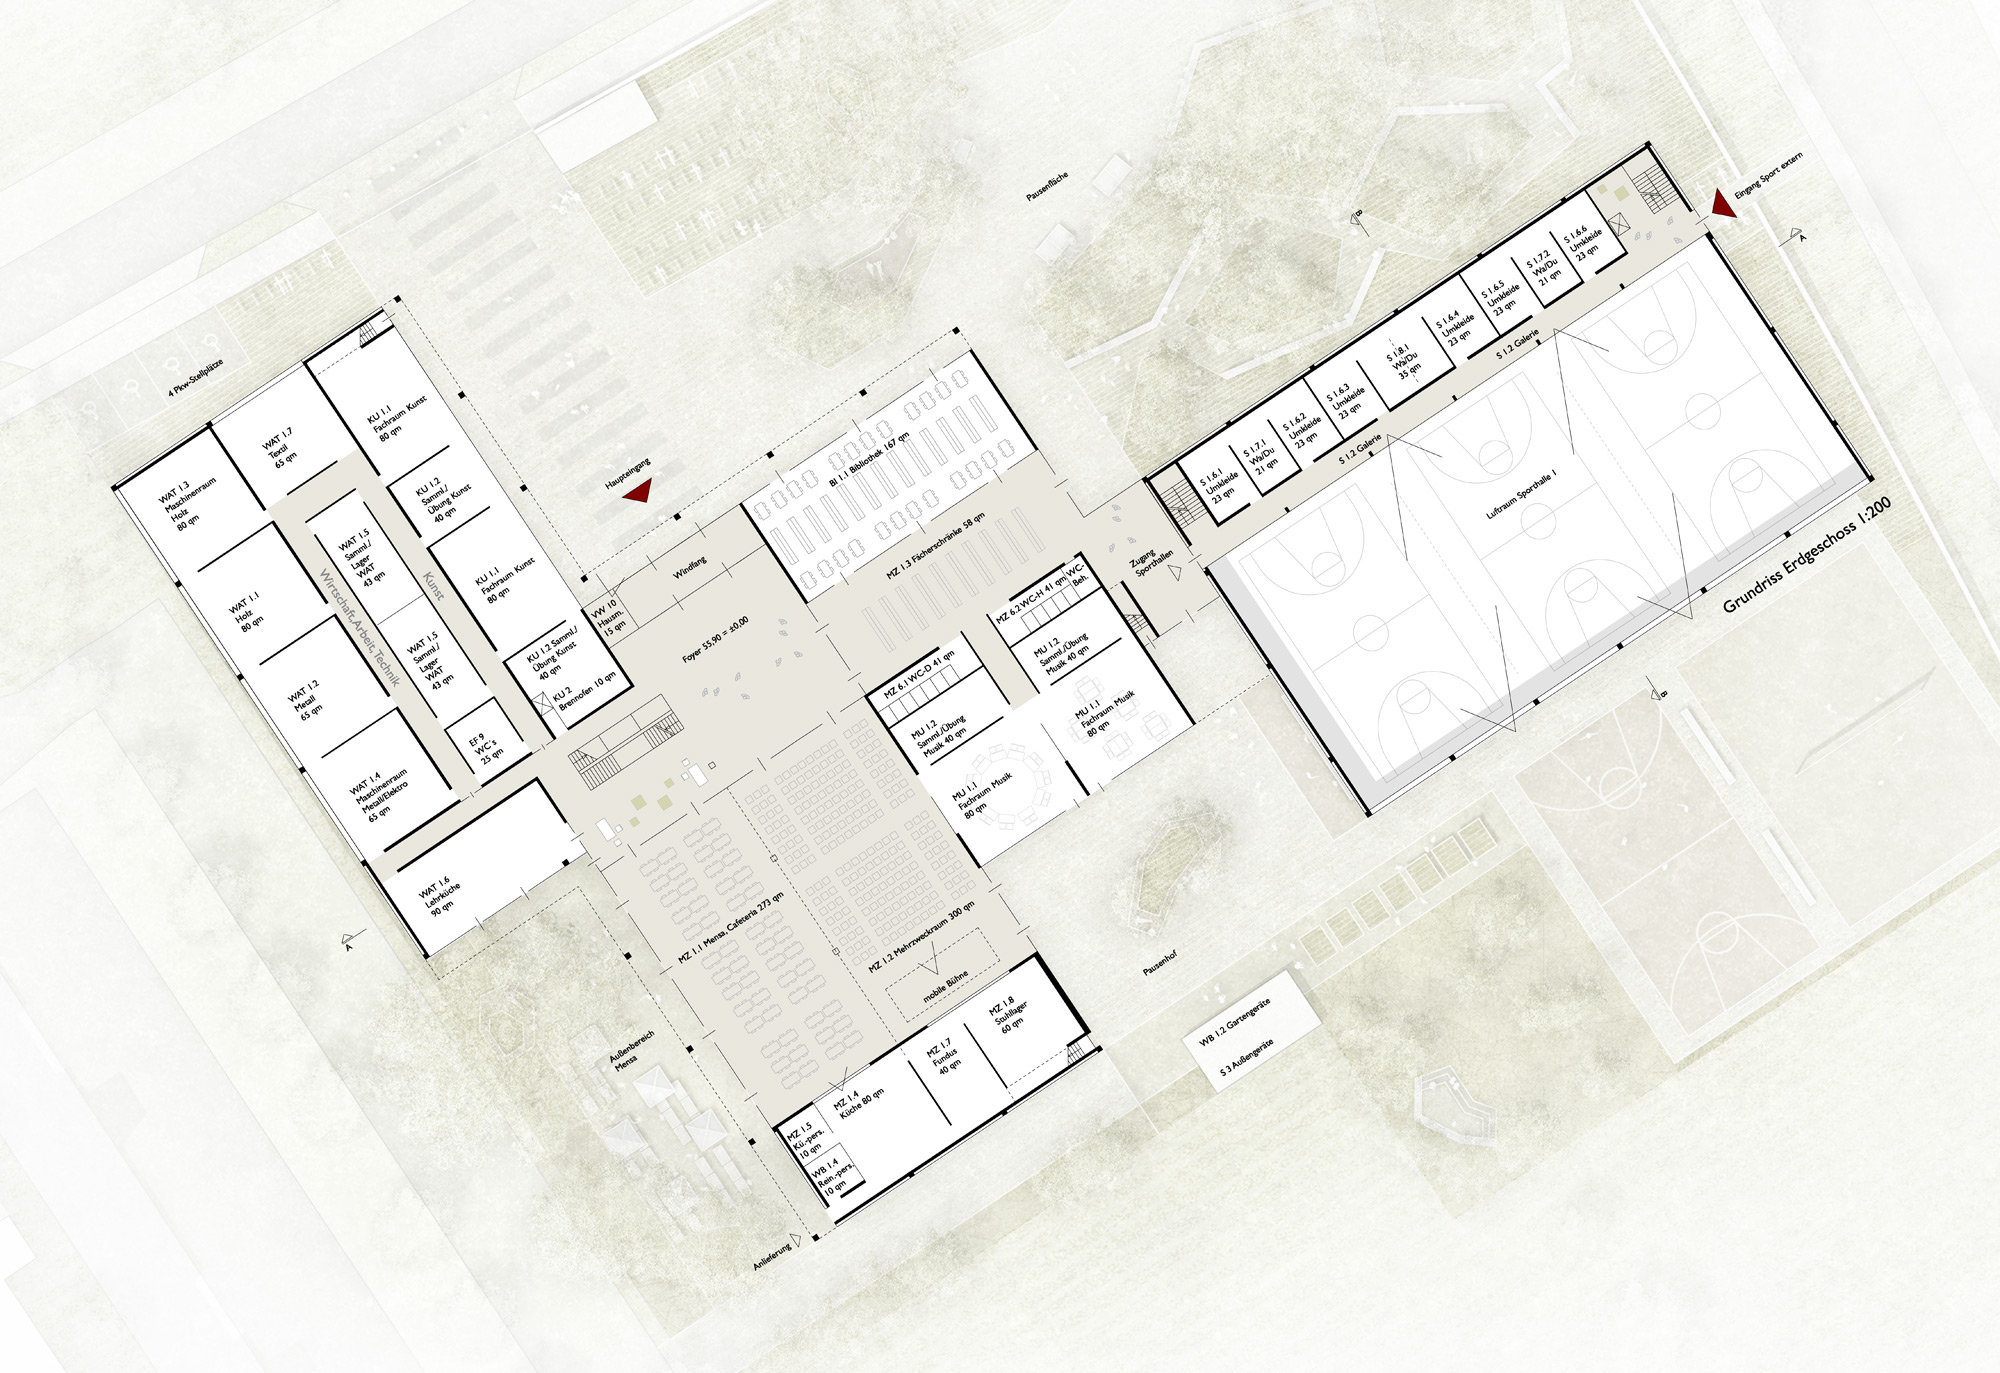 Pausenfläche
Eingang Sport extern
A
B
4 Pkw-Stellplätze
Haupteingang
WAT 1.3
Maschinenraum
Holz
80 qm
WAT 1.7
Textil
65 qm
KU 1.1
Fachraum Kunst
80 qm
KU 1.2
Samml./
Übung Kunst
40 qm
WAT 1.5
Samml./
Lager
WAT
43 qm
WAT 1.1
Holz
80 qm
Wirtschaft, Arbeit, Technik
Kunst
KU 1.1
Fachraum Kunst
80 qm
WAT 1.5
Samml./
Lager
WAT
43 qm
WAT 1.2
Metall
65 qm
KU 1.2 Samml./
Übung Kunst
40 qm
KU 2
Brennofen 10 qm
EF 9
WC's
25 qm
WAT 1.4
Maschinenraum
Metall/Elektro
65 qm
WAT 1.6
Lehrküche
90 qm
A
VW 10
Hausm.
15 qm
Windfang
Foyer 55,90 = ±0,00
BI 1.1 Bibliothek 167 qm
MZ 1.3 Fächerschränke 58 qm
Zugang
Sporthallen
MZ 6.2 WC-H 41 qm
WC-
Beh.
MU 1.2
Samml./Übung
Musik 40 qm
MZ 6.1 WC-D 41 qm
MU 1.2
Samml./Übung
Musik 40 qm
MU 1.1
Fachraum Musik
80 qm
MU 1.1
Fachraum Musik
80 qm
S 1.6.1
Umkleide
23 qm
S 1.7.1
Wa/Du
21 qm
S 1.6.2
Umkleide
23 qm
S 1.6.3
Umkleide
23 qm
S 1.8.1
Wa/Du
35 qm
S 1.6.4
Umkleide
23 qm
S 1.6.5
Umkleide
23 qm
S 1.7.2
Wa/Du
21 qm
S 1.6.6
Umkleide
23 qm
S 1.2 Galerie
S 1.2 Galerie
Luftraum Sporthalle 1
Grundriss Erdgeschoss 1:200
B
MZ 1.1 Mensa, Cafeteria 273 qm
MZ 1.2 Mehrzweckraum 300 qm
mobile Bühne
MZ 1.8
Stuhllager
60 qm
MZ 1.7
Fundus
40 qm
MZ 1.4
Küche 80 qm
MZ 1.5
Kü.-pers.
10 qm
WB 1.4
Rein.-pers.
10 qm
Außenbereich
Mensa
Anlieferung
Pausenhof
WB 1.2 Gartengeräte
S 3 Außengeräte